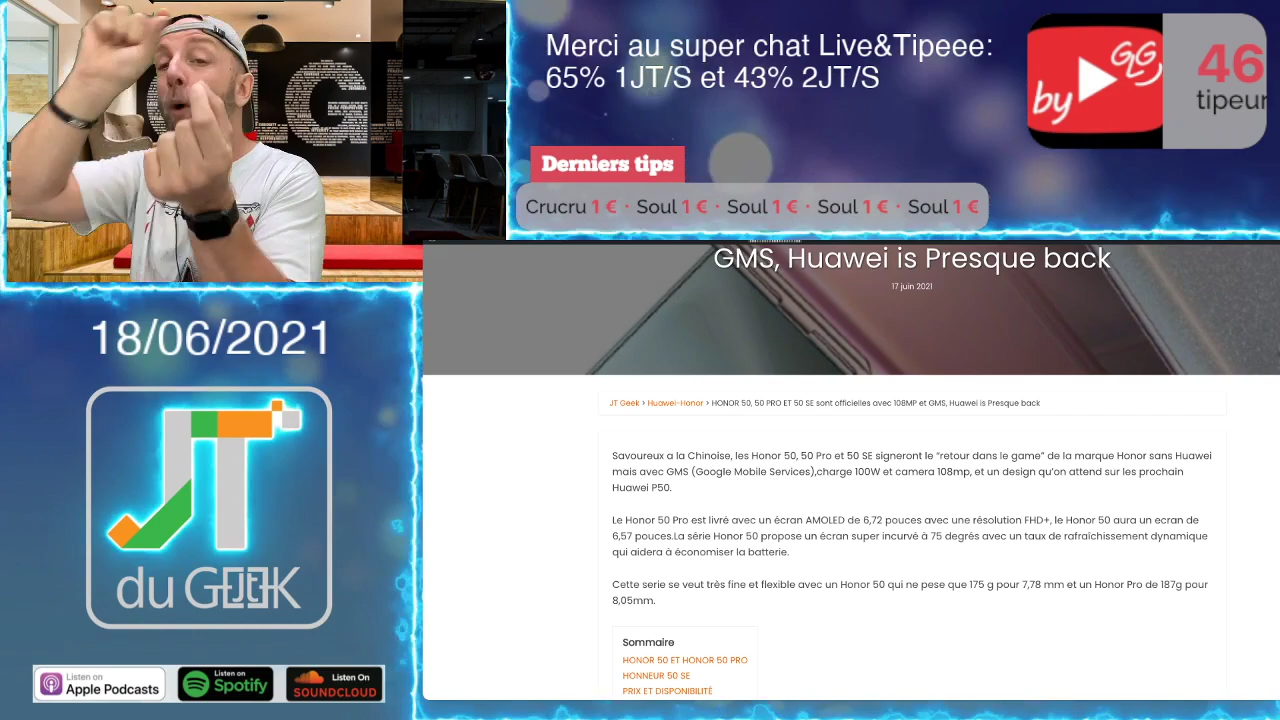 Merci au super chat Live&Tipeee:
65% 1JT/S et 43% 2JT/S
by GG
46
tipeur
Derniers tips
Crucru 1 € · Soul 1 € · Soul 1 € · Soul 1 € · Soul 1 €
GMS, Huawei is Presque back
17 juin 2021
18/06/2021
JT
du GEEK
Listen on
Apple Podcasts
Listen on
Spotify
Listen On
SOUNDCLOUD
JT Geek > Huawei-Honor > HONOR 50, 50 PRO ET 50 SE sont officielles avec 108MP et GMS, Huawei is Presque back
Savoureux a la Chinoise, les Honor 50, 50 Pro et 50 SE signeront le “retour dans le game” de la marque Honor sans Huawei
mais avec GMS (Google Mobile Services),charge 100W et camera 108mp, et un design qu’on attend sur les prochain
Huawei P50.
Le Honor 50 Pro est livré avec un écran AMOLED de 6,72 pouces avec une résolution FHD+, le Honor 50 aura un ecran de
6,57 pouces.La série Honor 50 propose un écran super incurvé à 75 degrés avec un taux de rafraîchissement dynamique
qui aidera à économiser la batterie.
Cette serie se veut très fine et flexible avec un Honor 50 qui ne pese que 175 g pour 7,78 mm et un Honor Pro de 187g pour
8,05mm.
Sommaire
HONOR 50 ET HONOR 50 PRO
HONNEUR 50 SE
PRIX ET DISPONIBILITÉ